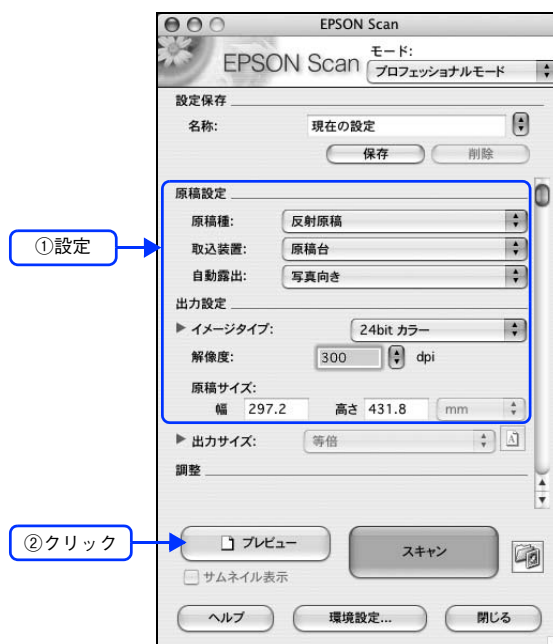 EPSON Scan
EPSON Scan
モード:
プロフェッショナルモード
設定保存
名称: 現在の設定
保存 削除
原稿設定
原稿種: 反射原稿
①設定
取込装置: 原稿台
自動露出: 写真向き
出力設定
イメージタイプ: 24bit カラー
解像度: 300 dpi
原稿サイズ:
幅 297.2 高さ 431.8 mm
出力サイズ: 等倍
調整
②クリック
プレビュー スキャン
サムネイル表示
ヘルプ 環境設定... 閉じる